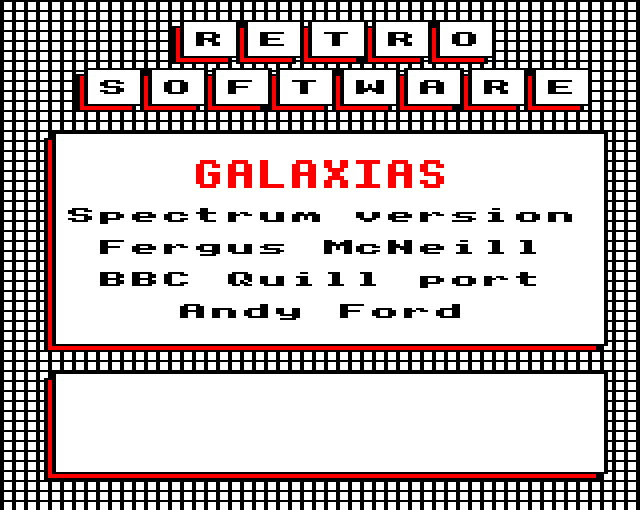 RETRO
SOFTWARE
GALAXIAS
Spectrum version
Fergus McNeill
BBC Quill port
Andy Ford